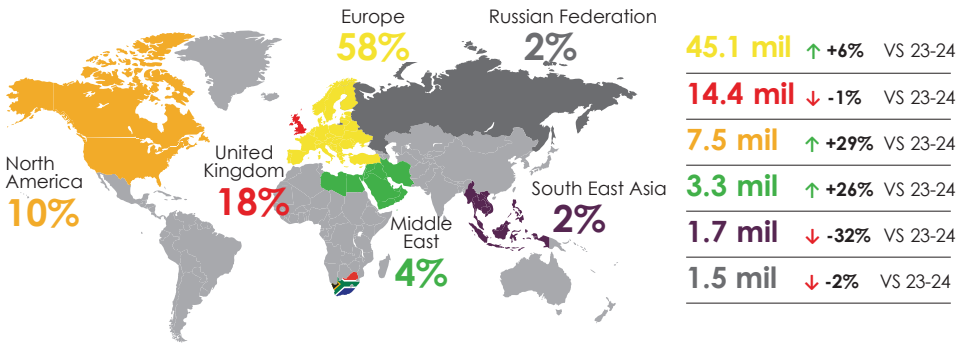 Europe
58%
Russian Federation
2%
North
America
10%
United
Kingdom
18%
Middle
East
4%
South East Asia
2%
45.1 mil ↑ +6% VS 23-24
14.4 mil ↓ -1% VS 23-24
7.5 mil ↑ +29% VS 23-24
3.3 mil ↑ +26% VS 23-24
1.7 mil ↓ -32% VS 23-24
1.5 mil ↓ -2% VS 23-24